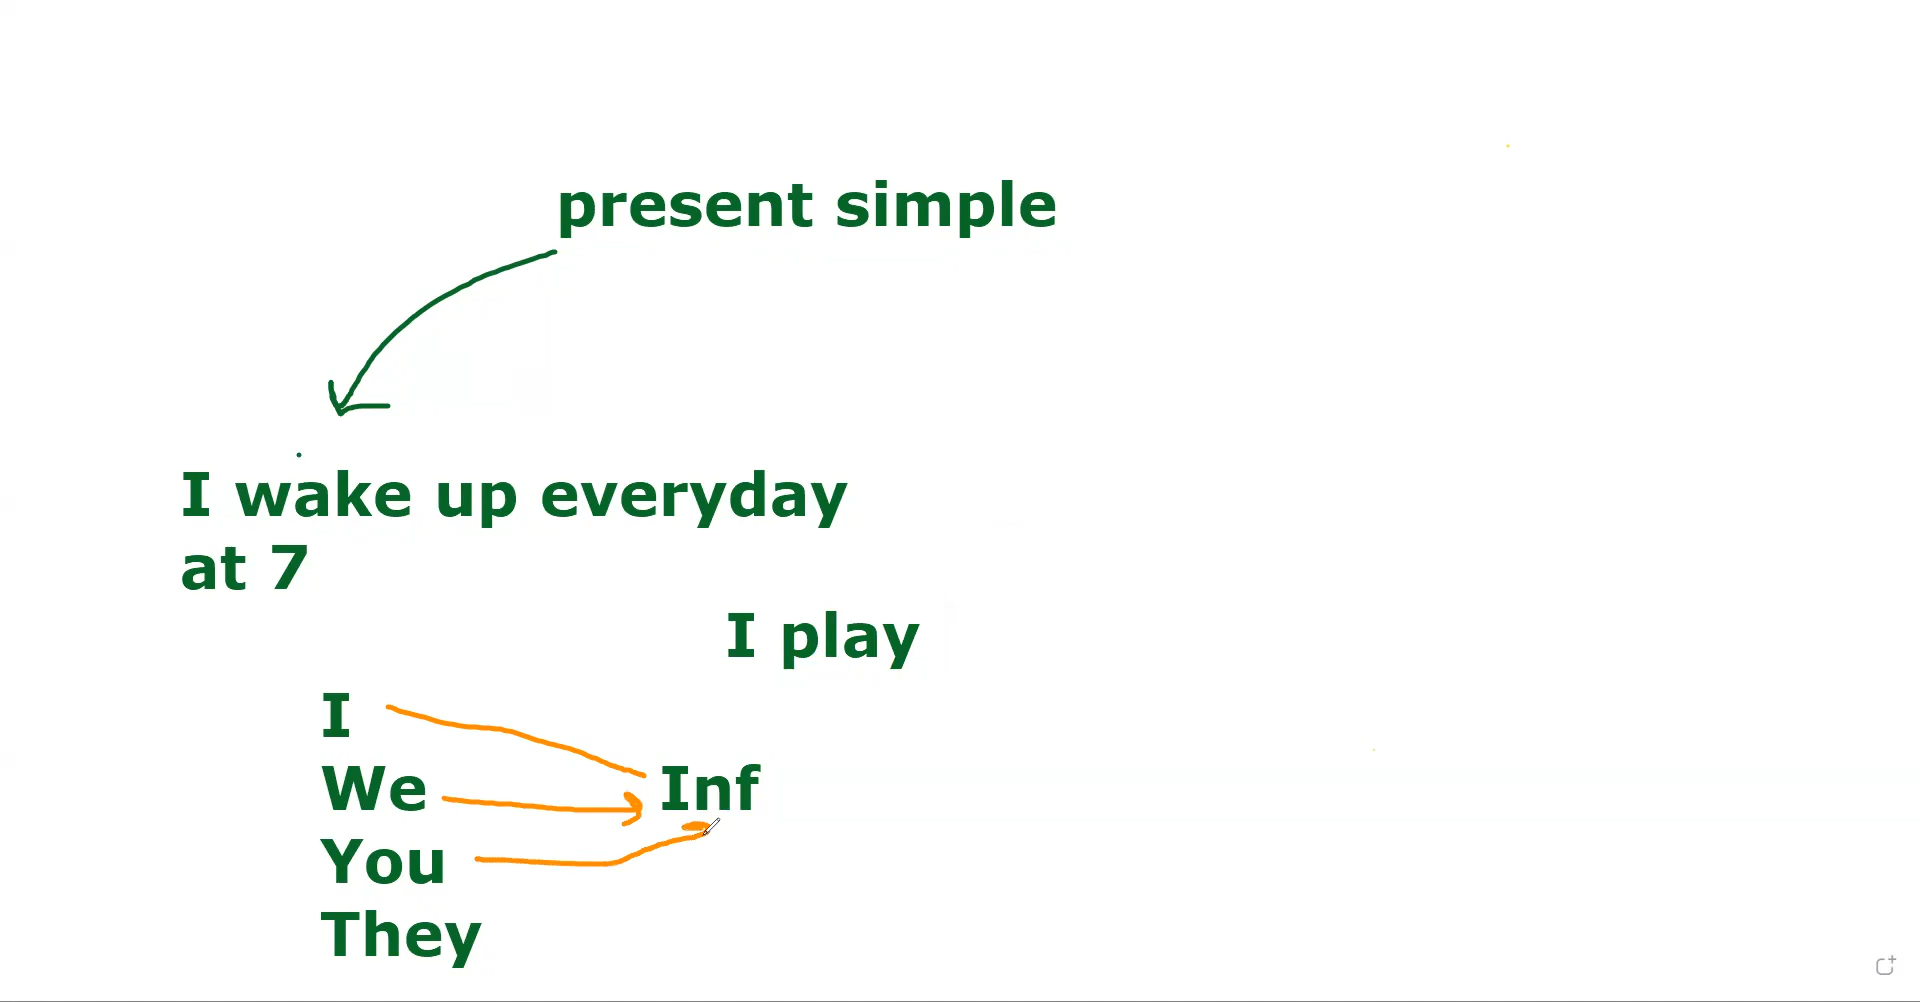 present simple
I wake up everyday
at 7
I play
I
We
Inf
You
They